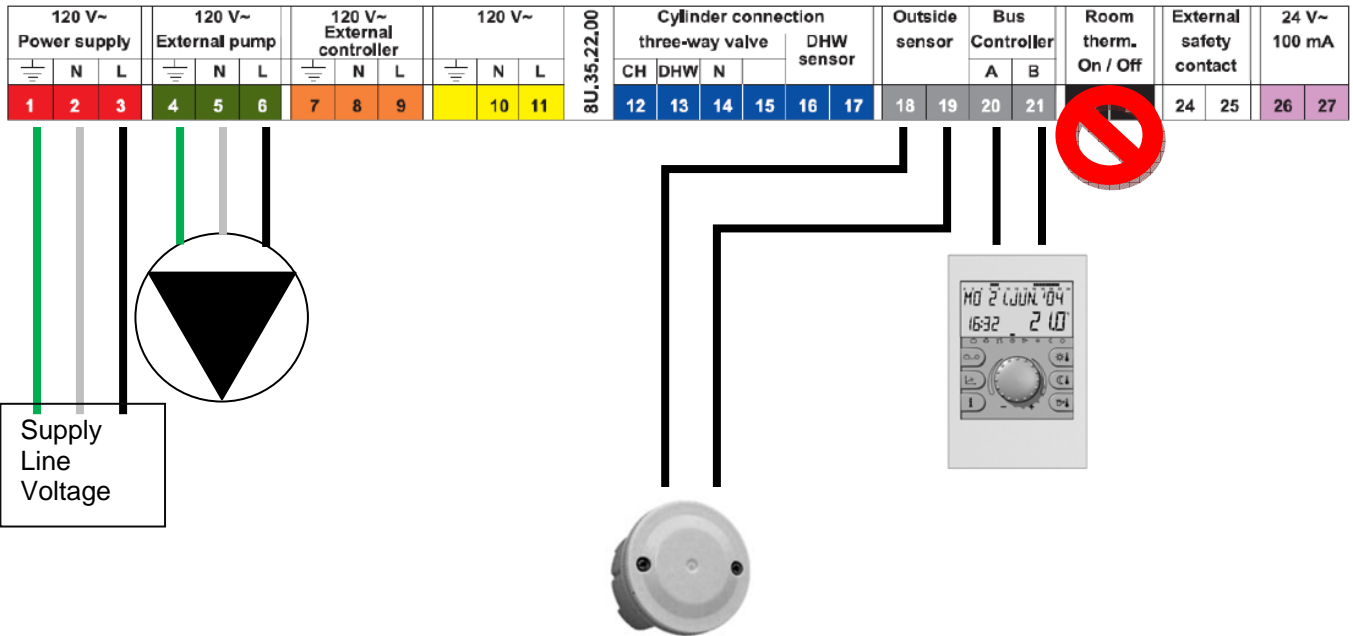 120 V~ 120 V~ 120 V~ 120 V~ Cylinder connection Outside Bus Room External 24 V~
Power supply External pump External controller three-way valve DHW sensor sensor Controller therm. safety 100 mA
On / Off contact
N L N L N L N L CH DHW N A B
1 2 3 4 5 6 7 8 9 10 11 8U.35.22.00 12 13 14 15 16 17 18 19 20 21 24 25 26 27
MO 21.JUN.'04
16:32 21.0°
- +
Supply
Line
Voltage